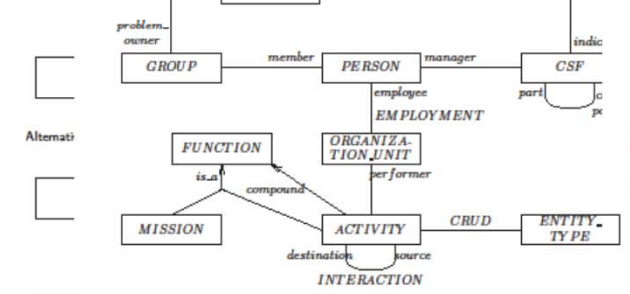 problem_
owner
indic
GROUP
member
PERSON
manager
CSF
employee
part
EMPLOYMENT
Alternati
FUNCTION
ORGANIZA-
TION_UNIT
is_a
compound
performer
MISSION
ACTIVITY
CRUD
ENTITY_
TYPE
destination
source
INTERACTION